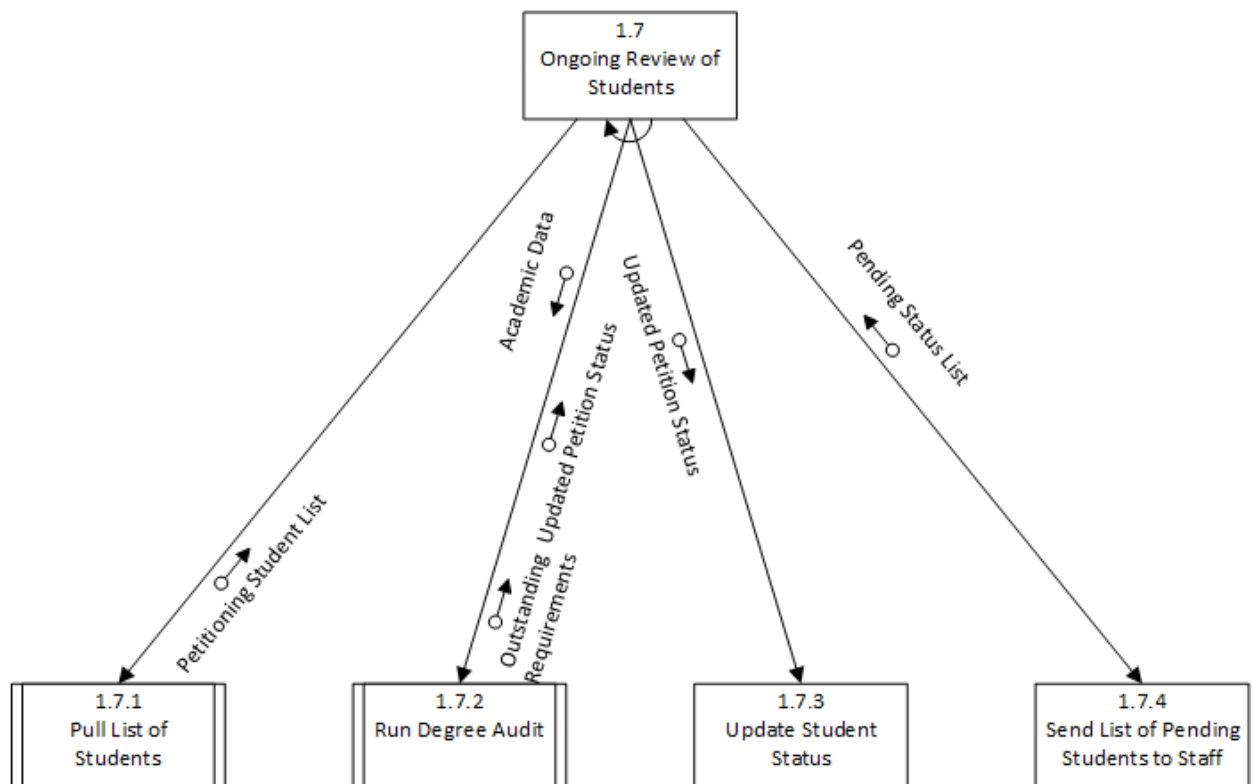 1.7
Ongoing Review of
Students
Academic Data
Updated Petition Status
Pending Status List
Updated Petition Status
Petitioning Student List
Outstanding
Requirements
1.7.1
Pull List of
Students
1.7.2
Run Degree Audit
1.7.3
Update Student
Status
1.7.4
Send List of Pending
Students to Staff